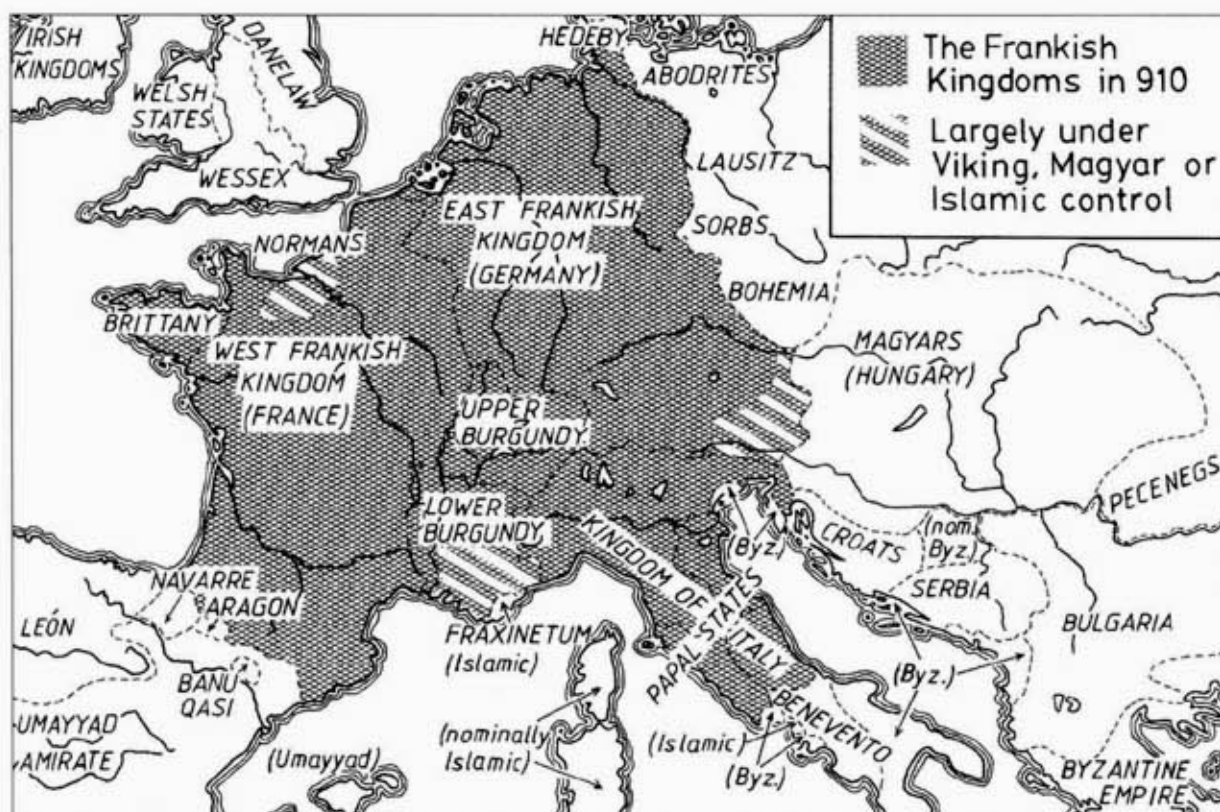 IRISH
KINGDOMS
DANELAW
WELSH
STATES
WESSEX
HEDEBY
ABODRITES
LAUSITZ
SORBS
BOHEMIA
The Frankish
Kingdoms in 910
Largely under
Viking, Magyar or
Islamic control
EAST FRANKISH
KINGDOM
(GERMANY)
NORMANS
BRITTANY
WEST FRANKISH
KINGDOM
(FRANCE)
MAGYARS
(HUNGARY)
UPPER
BURGUNDY
PECENEGS
LOWER
BURGUNDY
KINGDOM OF
ITALY
PAPAL STATES
(Byz.)
CROATS
(nom.
Byz.)
SERBIA
BULGARIA
NAVARRE
ARAGON
LEÓN
BANU
QASI
UMAYYAD
AMIRATE
(Umayyad)
FRAXINETUM
(Islamic)
(nominally
Islamic)
(Islamic)
(Byz.)
BENEVENTO
(Byz.)
BYZANTINE
EMPIRE